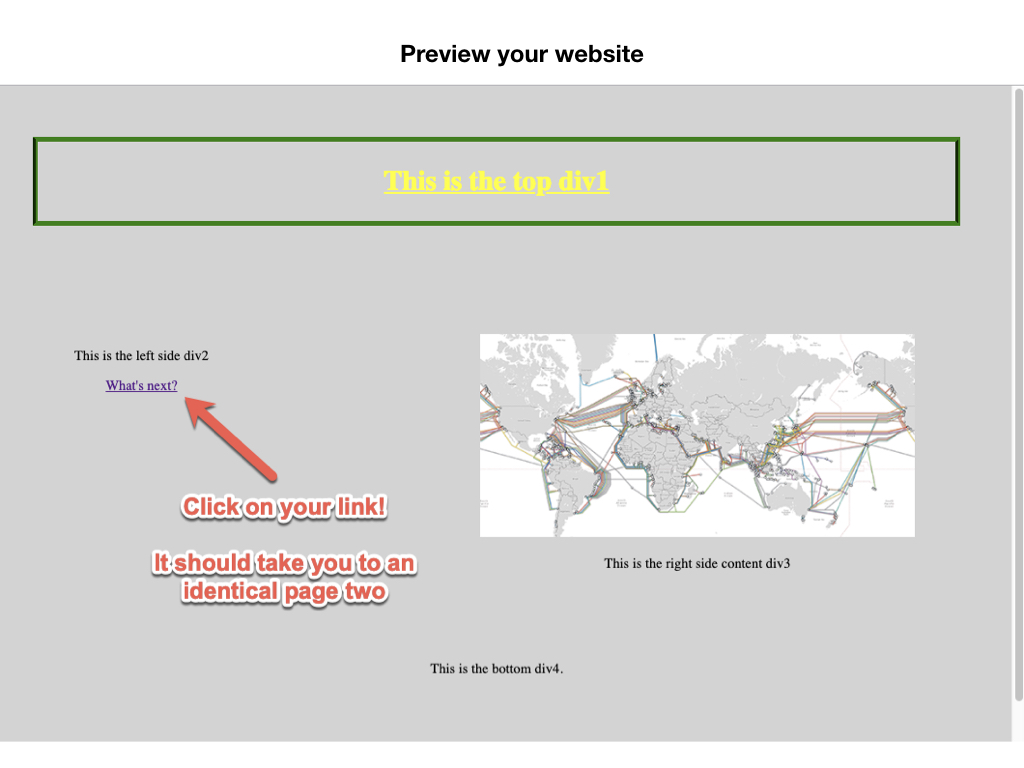 Preview your website
This is the top div1
This is the left side div2
What's next?
Click on your link!
It should take you to an
identical page two
This is the right side content div3
This is the bottom div4.